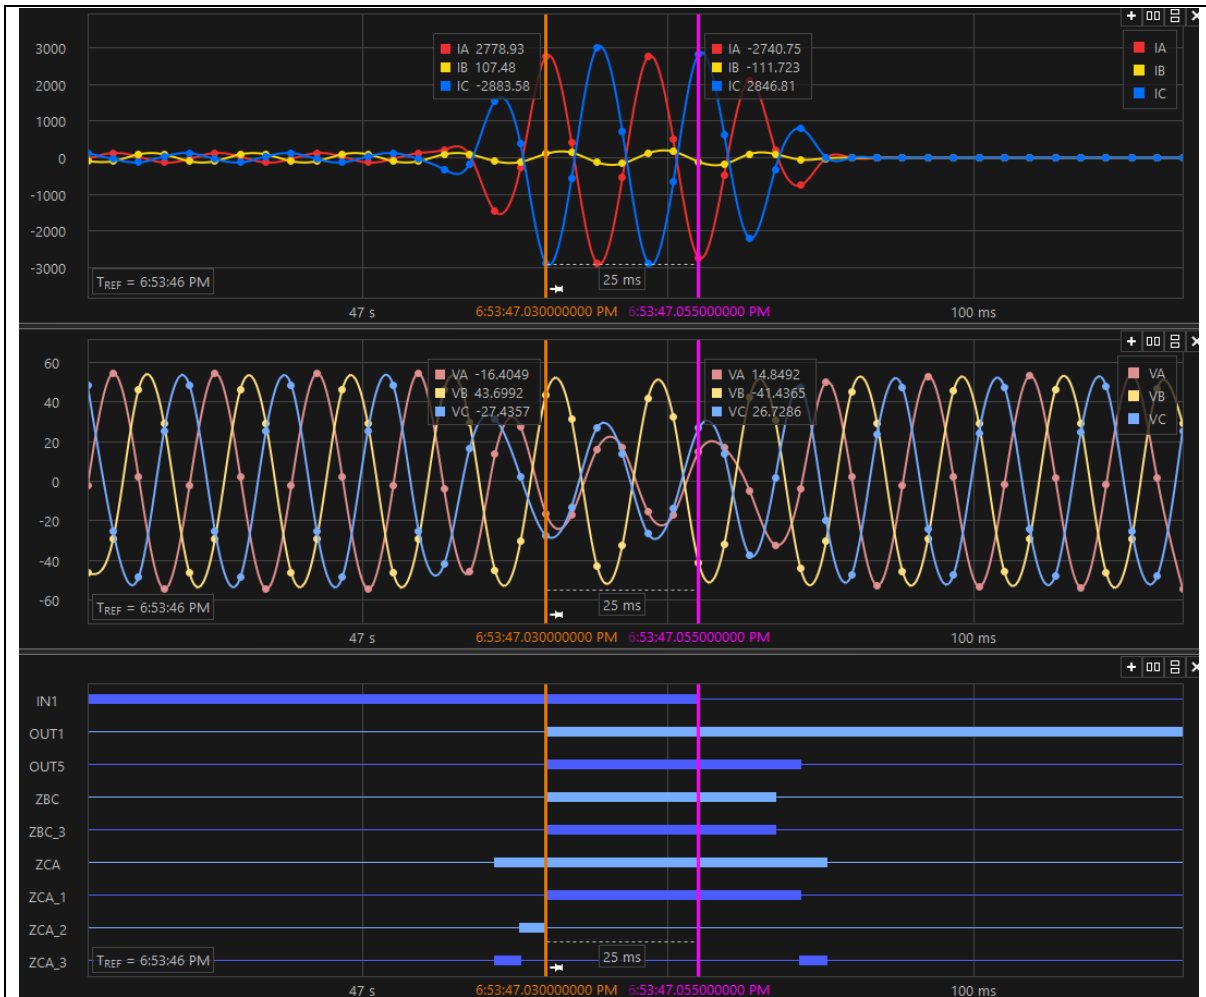 3000
2000
1000
0
-1000
-2000
-3000
IA 2778.93
IB 107.48
IC -2883.58
IA -2740.75
IB -111.723
IC 2846.81
IA
IB
IC
TREF = 6:53:46 PM
25 ms
47 s
6:53:47.030000000 PM
6:53:47.055000000 PM
100 ms
60
40
20
0
-20
-40
-60
VA -16.4049
VB 43.6992
VC -27.4357
VA 14.8492
VB -41.4365
VC 26.7286
VA
VB
VC
TREF = 6:53:46 PM
25 ms
47 s
6:53:47.030000000 PM
6:53:47.055000000 PM
100 ms
IN1
OUT1
OUT5
ZBC
ZBC_3
ZCA
ZCA_1
ZCA_2
ZCA_3
TREF = 6:53:46 PM
25 ms
47 s
6:53:47.030000000 PM
6:53:47.055000000 PM
100 ms